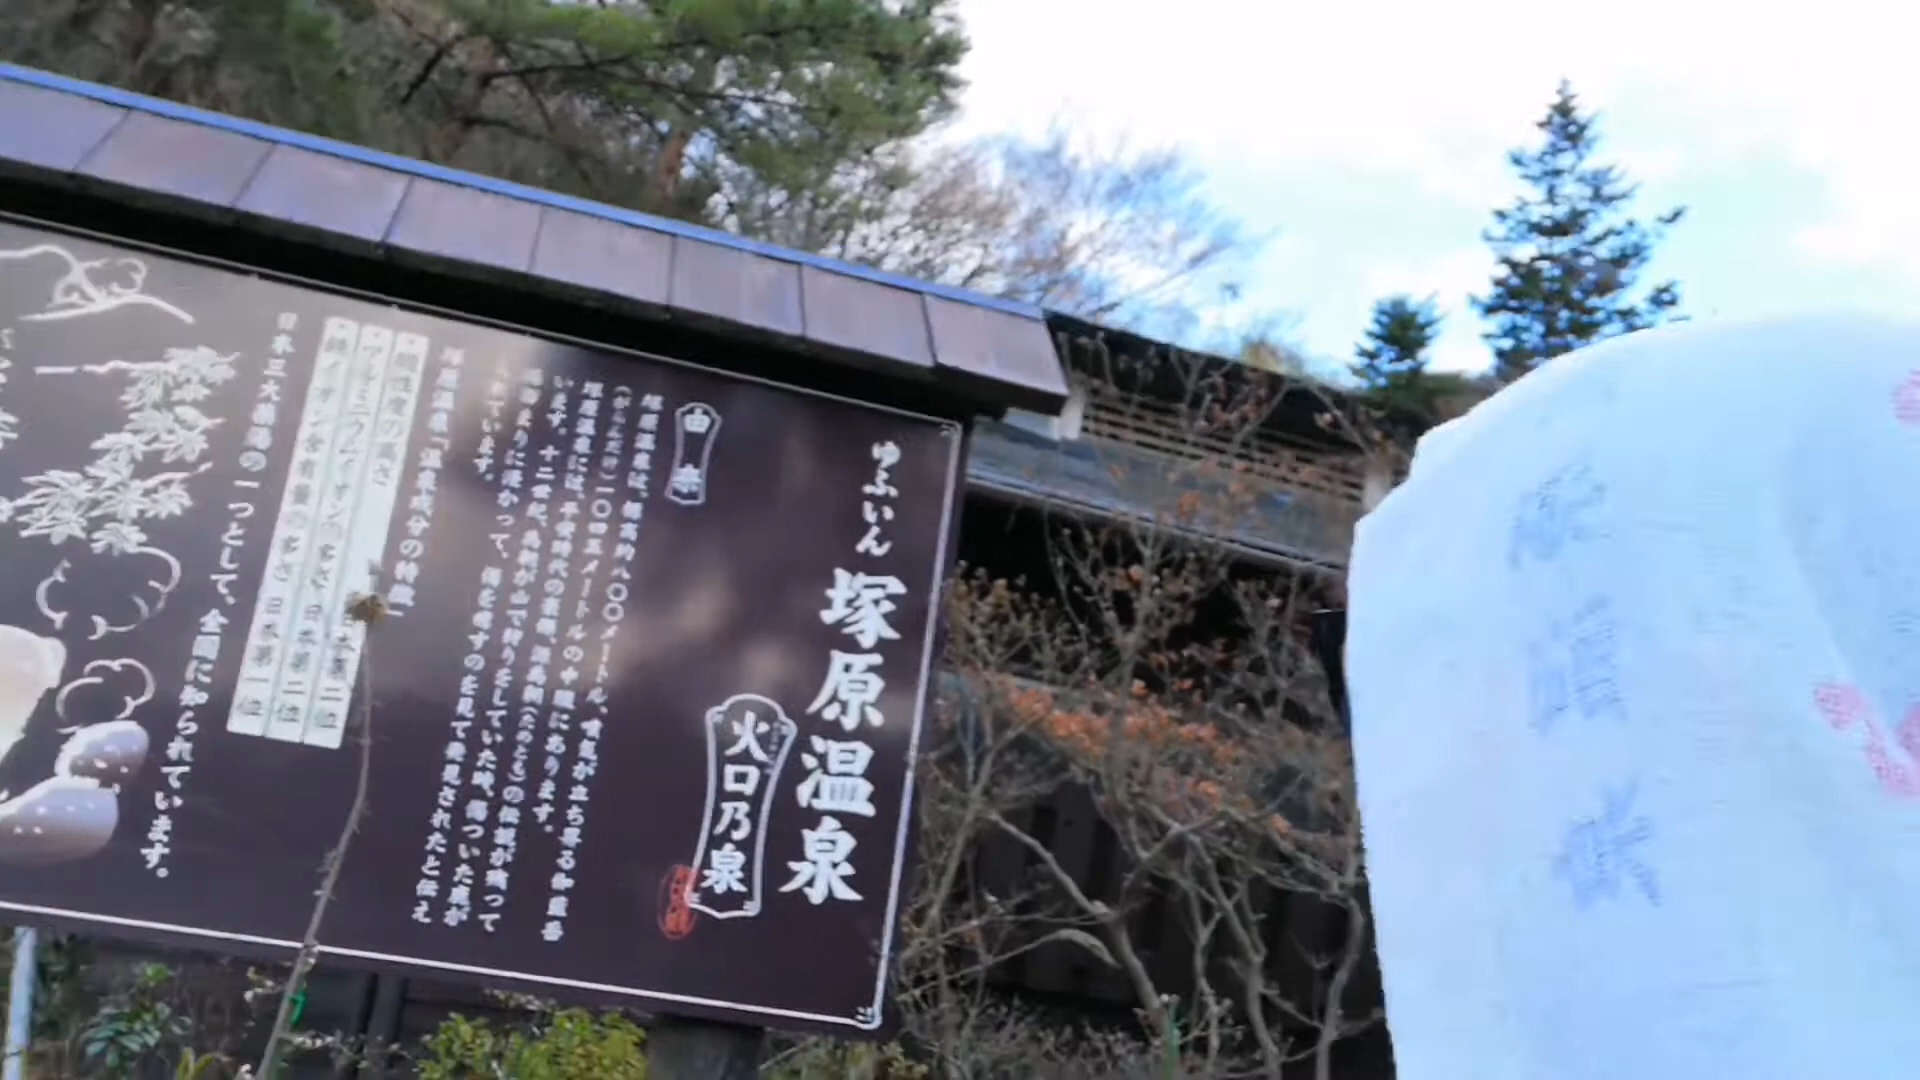 ゆふいん
塚原温泉
火口乃泉
由来
塚原温泉は、標高約八〇〇メートル、噴気が立ち昇る伽藍岳
(がらんだけ)一〇四五メートルの中腹にあります。
塚原温泉には、平安時代の豪傑、源為朝(ためとも)の伝説が残って
います。十二世紀、為朝が山で狩りをしていた時、傷ついた鹿が
湯溜まりに浸かって、傷を癒すのを見て発見されたと伝え
られています。
塚原温泉「温泉成分の特徴」
・酸性度の高さ 日本第二位
・アルミニウムイオンの多さ 日本第二位
・鉄イオン含有量の多さ 日本第一位
日本三大薬湯の一つとして、全国に知られています。